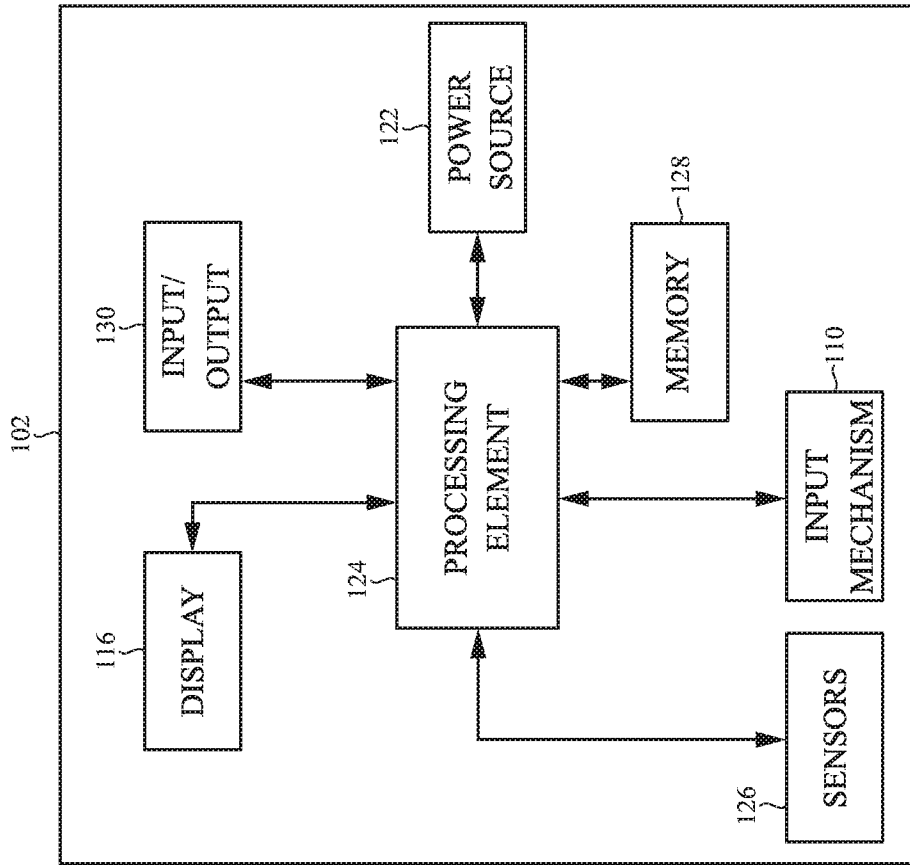 102
116
DISPLAY
130
INPUT/
OUTPUT
124
PROCESSING
ELEMENT
122
POWER
SOURCE
126
SENSORS
INPUT
MECHANISM
110
MEMORY
128